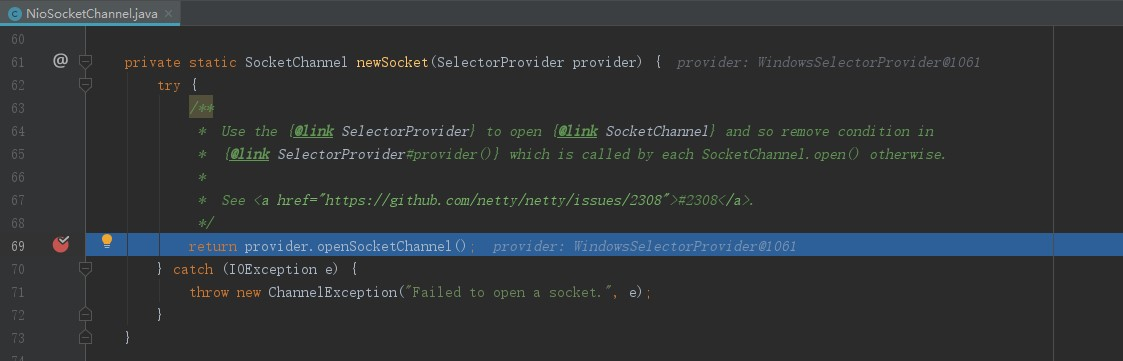 NioSocketChannel.java
60
61 @ private static SocketChannel newSocket(SelectorProvider provider) { provider: WindowsSelectorProvider@1061
62 try {
63 /**
64 * Use the {@link SelectorProvider} to open {@link SocketChannel} and so remove condition in
65 * {@link SelectorProvider#provider()} which is called by each SocketChannel.open() otherwise.
66 *
67 * See <a href="https://github.com/netty/netty/issues/2308">#2308</a>.
68 */
69 return provider.openSocketChannel(); provider: WindowsSelectorProvider@1061
70 } catch (IOException e) {
71 throw new ChannelException("Failed to open a socket.", e);
72 }
73 }
74